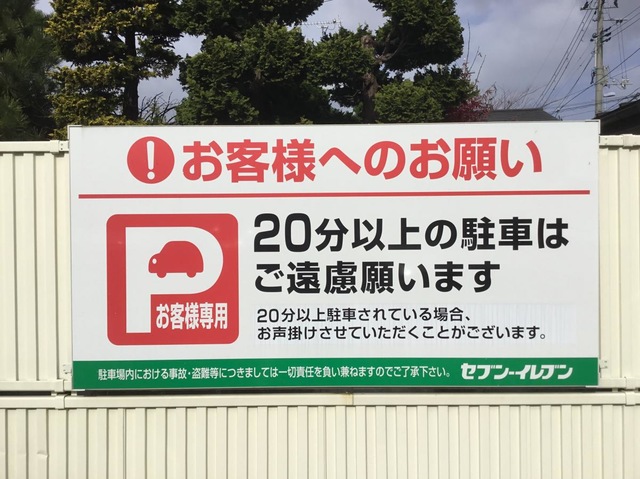 お客様へのお願い
20分以上の駐車は
ご遠慮願います
P
お客様専用
20分以上駐車されている場合、
お声掛けさせていただくことがございます。
駐車場内における事故・盗難等につきましては一切責任を負い兼ねますのでご了承下さい。 セブン-イレブン